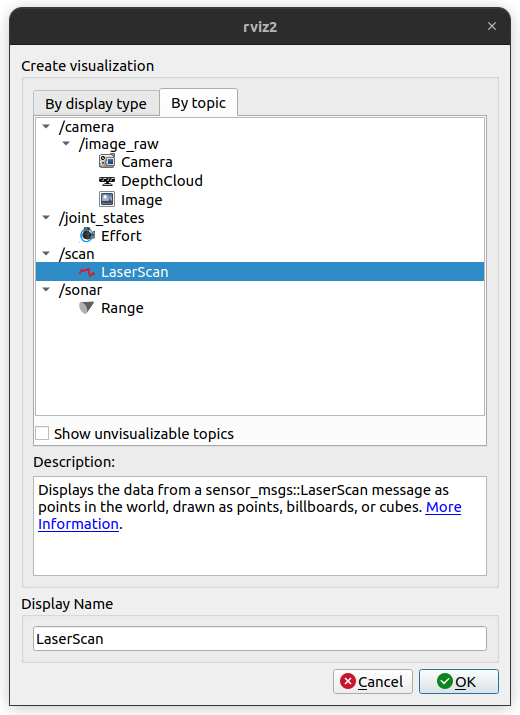 rviz2
Create visualization
By display type
By topic
/camera
/image_raw
Camera
DepthCloud
Image
/joint_states
Effort
/scan
LaserScan
/sonar
Range
Show unvisualizable topics
Description:
Displays the data from a sensor_msgs::LaserScan message as
points in the world, drawn as points, billboards, or cubes. More
Information.
Display Name
LaserScan
Cancel
OK